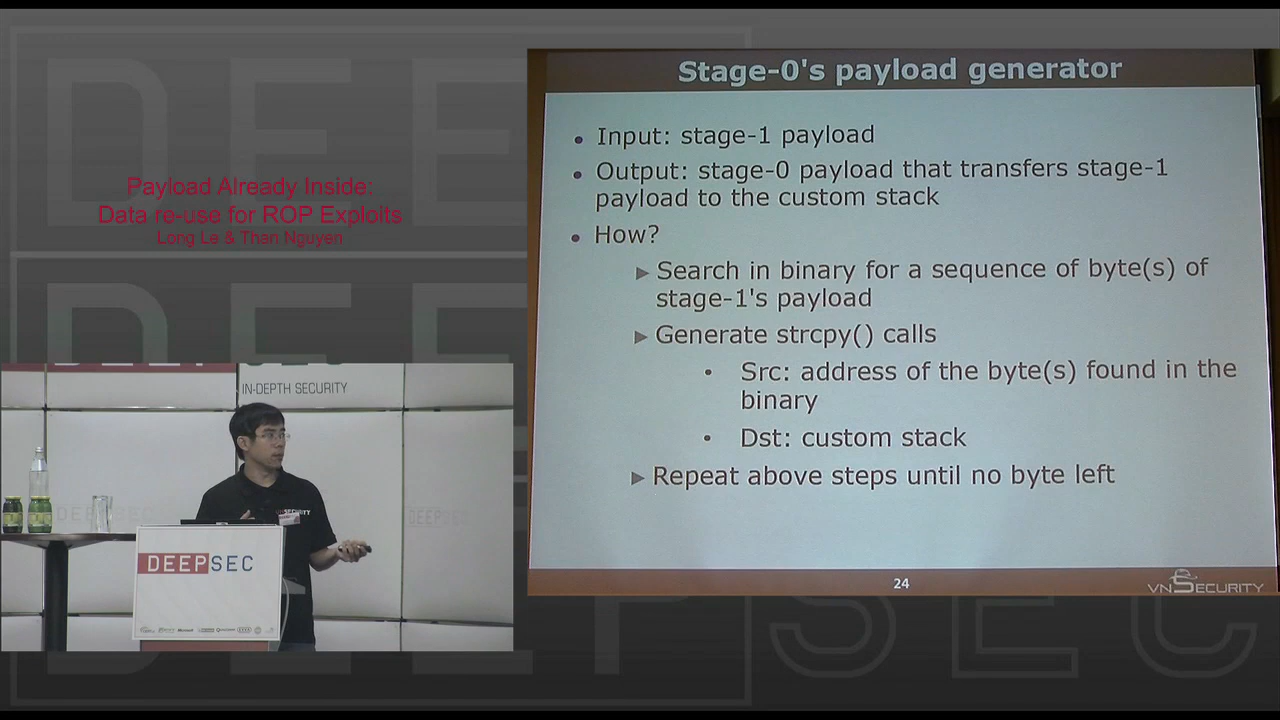 Payload Already Inside:
Data re-use for ROP Exploits
Long Le & Than Nguyen
Stage-0's payload generator
Input: stage-1 payload
Output: stage-0 payload that transfers stage-1
payload to the custom stack
How?
Search in binary for a sequence of byte(s) of
stage-1's payload
Generate strcpy() calls
Src: address of the byte(s) found in the
binary
Dst: custom stack
Repeat above steps until no byte left
24
VNSECURITY
IN-DEPTH SECURITY
DEEPSEC
DEEPSEC
DEEPSEC